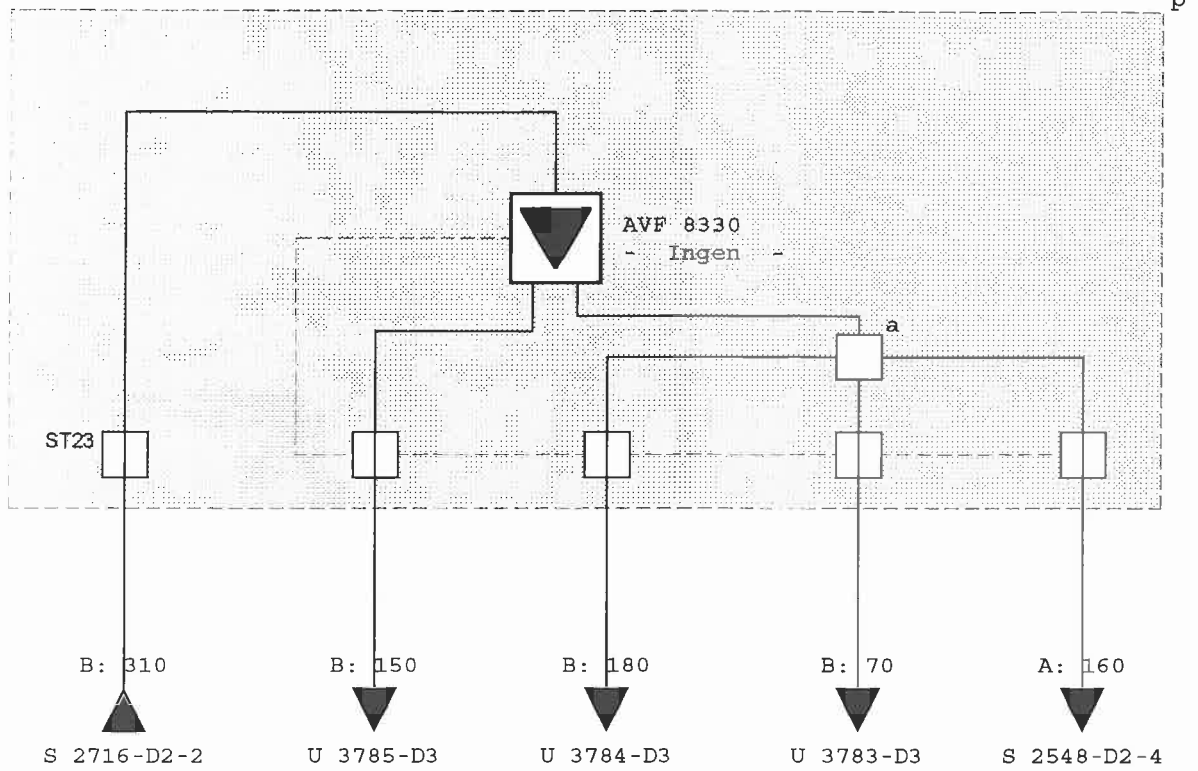 p
AVF 8330
- Ingen -
a
ST23
B: 310
B: 150
B: 180
B: 70
A: 160
S 2716-D2-2
U 3785-D3
U 3784-D3
U 3783-D3
S 2548-D2-4